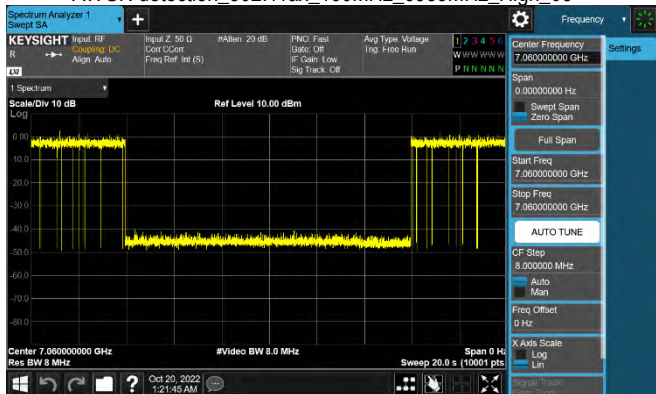 Spectrum Analyzer 1
Swept SA
+
Frequency
KEYSIGHT
Input: RF
R
Coupling: DC
Align: Auto
LXI
Input Z: 50 Ω
Corr CCorr
Freq Ref: Int (S)
#Atten: 20 dB
PNO: Fast
Gate: Off
IF Gain: Low
Sig Track: Off
Avg Type: Voltage
Trig: Free Run
1 2 3 4 5 6
W W W W W W
P N N N N N
1 Spectrum
Scale/Div 10 dB
Ref Level 10.00 dBm
Log
0.00
-10.0
-20.0
-30.0
-40.0
-50.0
-60.0
-70.0
-80.0
Center 7.060000000 GHz
#Video BW 8.0 MHz
Span 0 Hz
Res BW 8 MHz
Sweep 20.0 s (10001 pts
Center Frequency
7.060000000 GHz
Settings
Span
0.00000000 Hz
Swept Span
Zero Span
Full Span
Start Freq
7.060000000 GHz
Stop Freq
7.060000000 GHz
AUTO TUNE
CF Step
8.000000 MHz
Auto
Man
Freq Offset
0 Hz
X Axis Scale
Log
Lin
Signal Track
?
Oct 20, 2022
1:21:45 AM